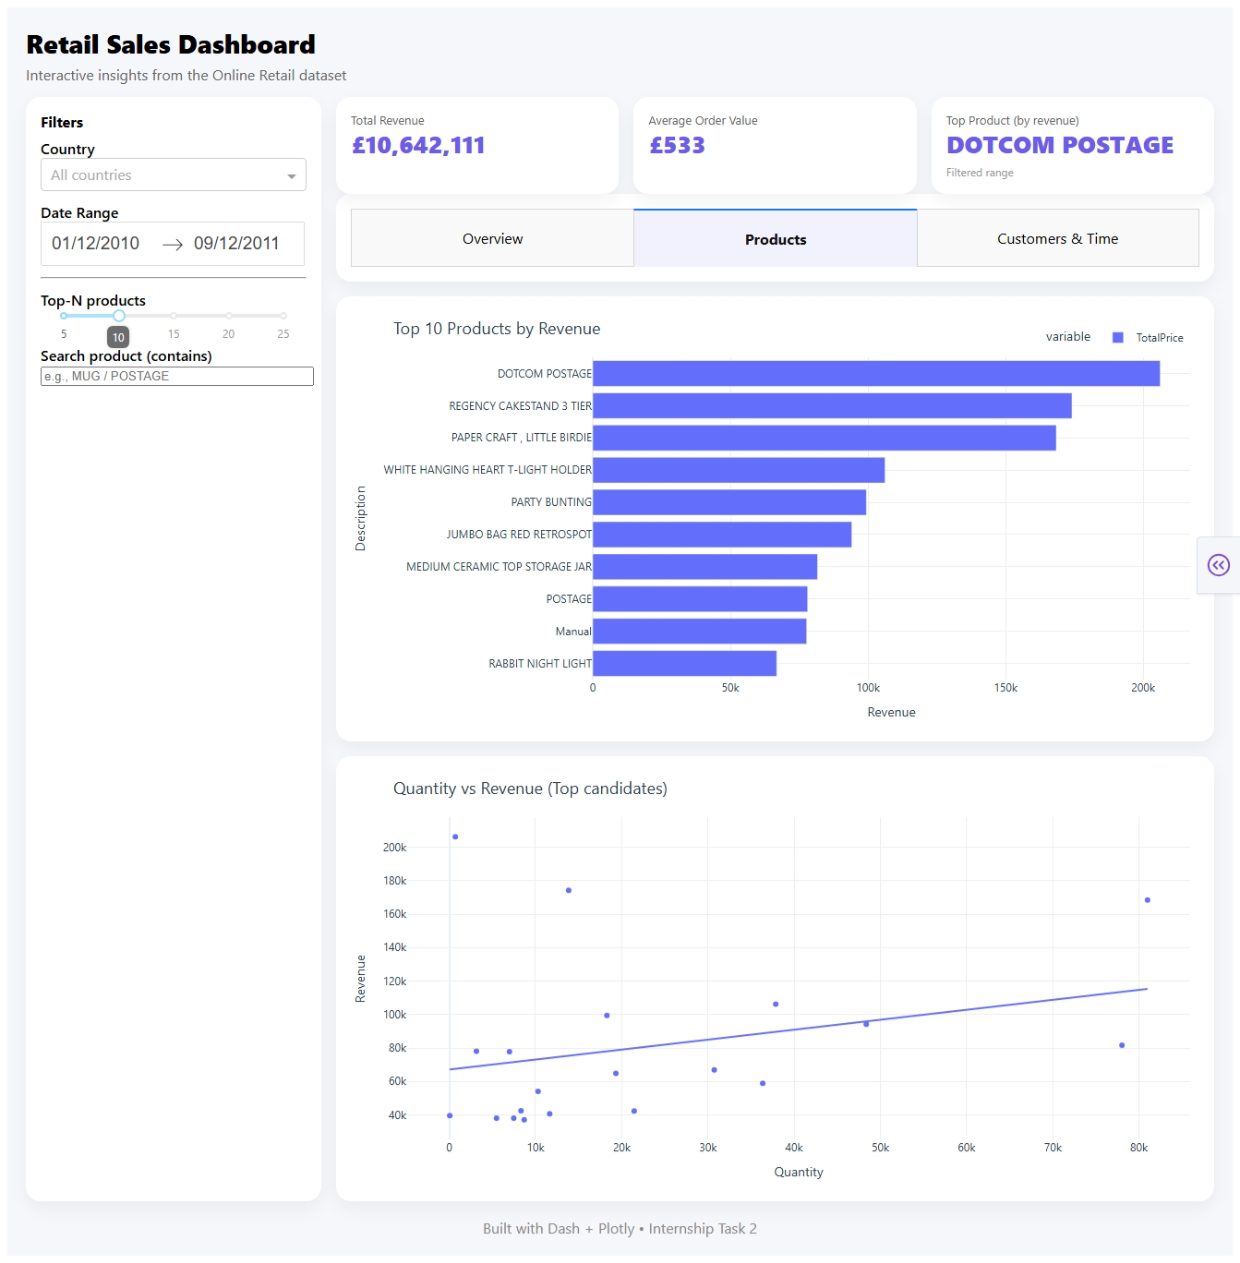 Retail Sales Dashboard
Interactive insights from the Online Retail dataset
Filters
Country
All countries
Date Range
01/12/2010 → 09/12/2011
Top-N products
5 10 15 20 25
Search product (contains)
e.g., MUG / POSTAGE
Total Revenue
£10,642,111
Average Order Value
£533
Top Product (by revenue)
DOTCOM POSTAGE
Filtered range
Overview
Products
Customers & Time
Top 10 Products by Revenue
variable TotalPrice
Description
DOTCOM POSTAGE
REGENCY CAKESTAND 3 TIER
PAPER CRAFT , LITTLE BIRDIE
WHITE HANGING HEART T-LIGHT HOLDER
PARTY BUNTING
JUMBO BAG RED RETROSPOT
MEDIUM CERAMIC TOP STORAGE JAR
POSTAGE
Manual
RABBIT NIGHT LIGHT
0 50k 100k 150k 200k
Revenue
Quantity vs Revenue (Top candidates)
Revenue
200k
180k
160k
140k
120k
100k
80k
60k
40k
0 10k 20k 30k 40k 50k 60k 70k 80k
Quantity
Built with Dash + Plotly • Internship Task 2